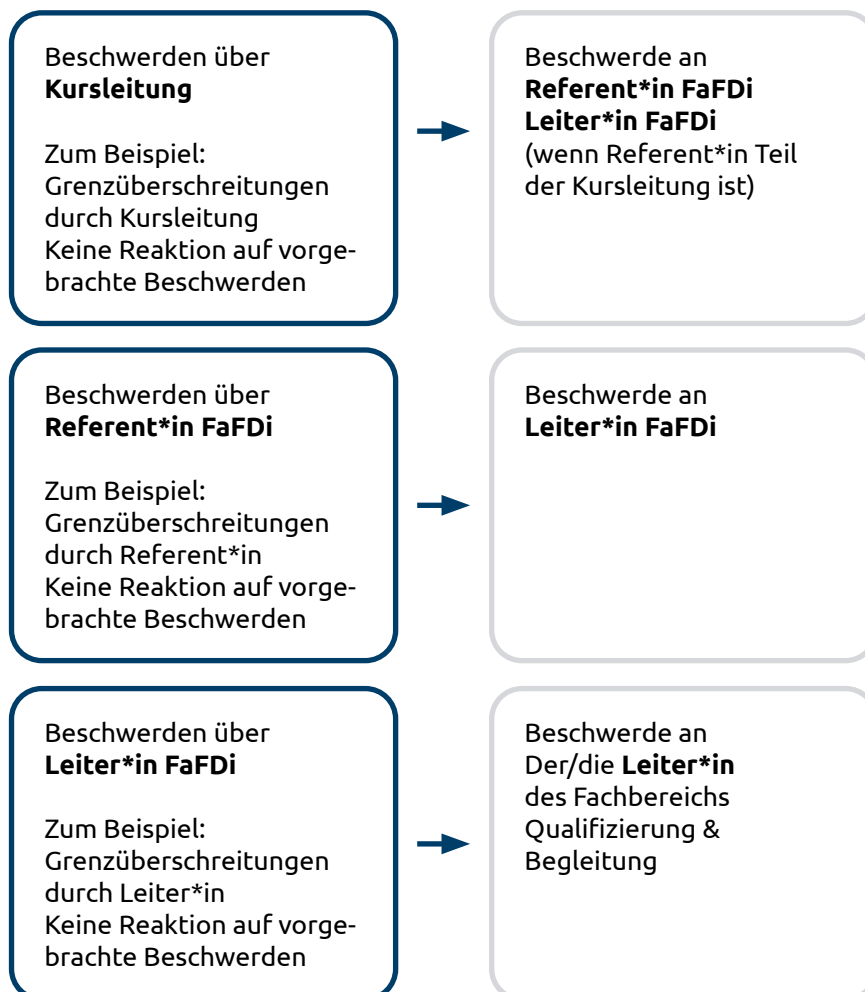 Beschwerden über
Kursleitung
Zum Beispiel:
Grenzüberschreitungen
durch Kursleitung
Keine Reaktion auf vorge-
brachte Beschwerden
Beschwerde an
Referent*in FaFDi
Leiter*in FaFDi
(wenn Referent*in Teil
der Kursleitung ist)
Beschwerden über
Referent*in FaFDi
Zum Beispiel:
Grenzüberschreitungen
durch Referent*in
Keine Reaktion auf vorge-
brachte Beschwerden
Beschwerde an
Leiter*in FaFDi
Beschwerden über
Leiter*in FaFDi
Zum Beispiel:
Grenzüberschreitungen
durch Leiter*in
Keine Reaktion auf vorge-
brachte Beschwerden
Beschwerde an
Der/die Leiter*in
des Fachbereichs
Qualifizierung &
Begleitung